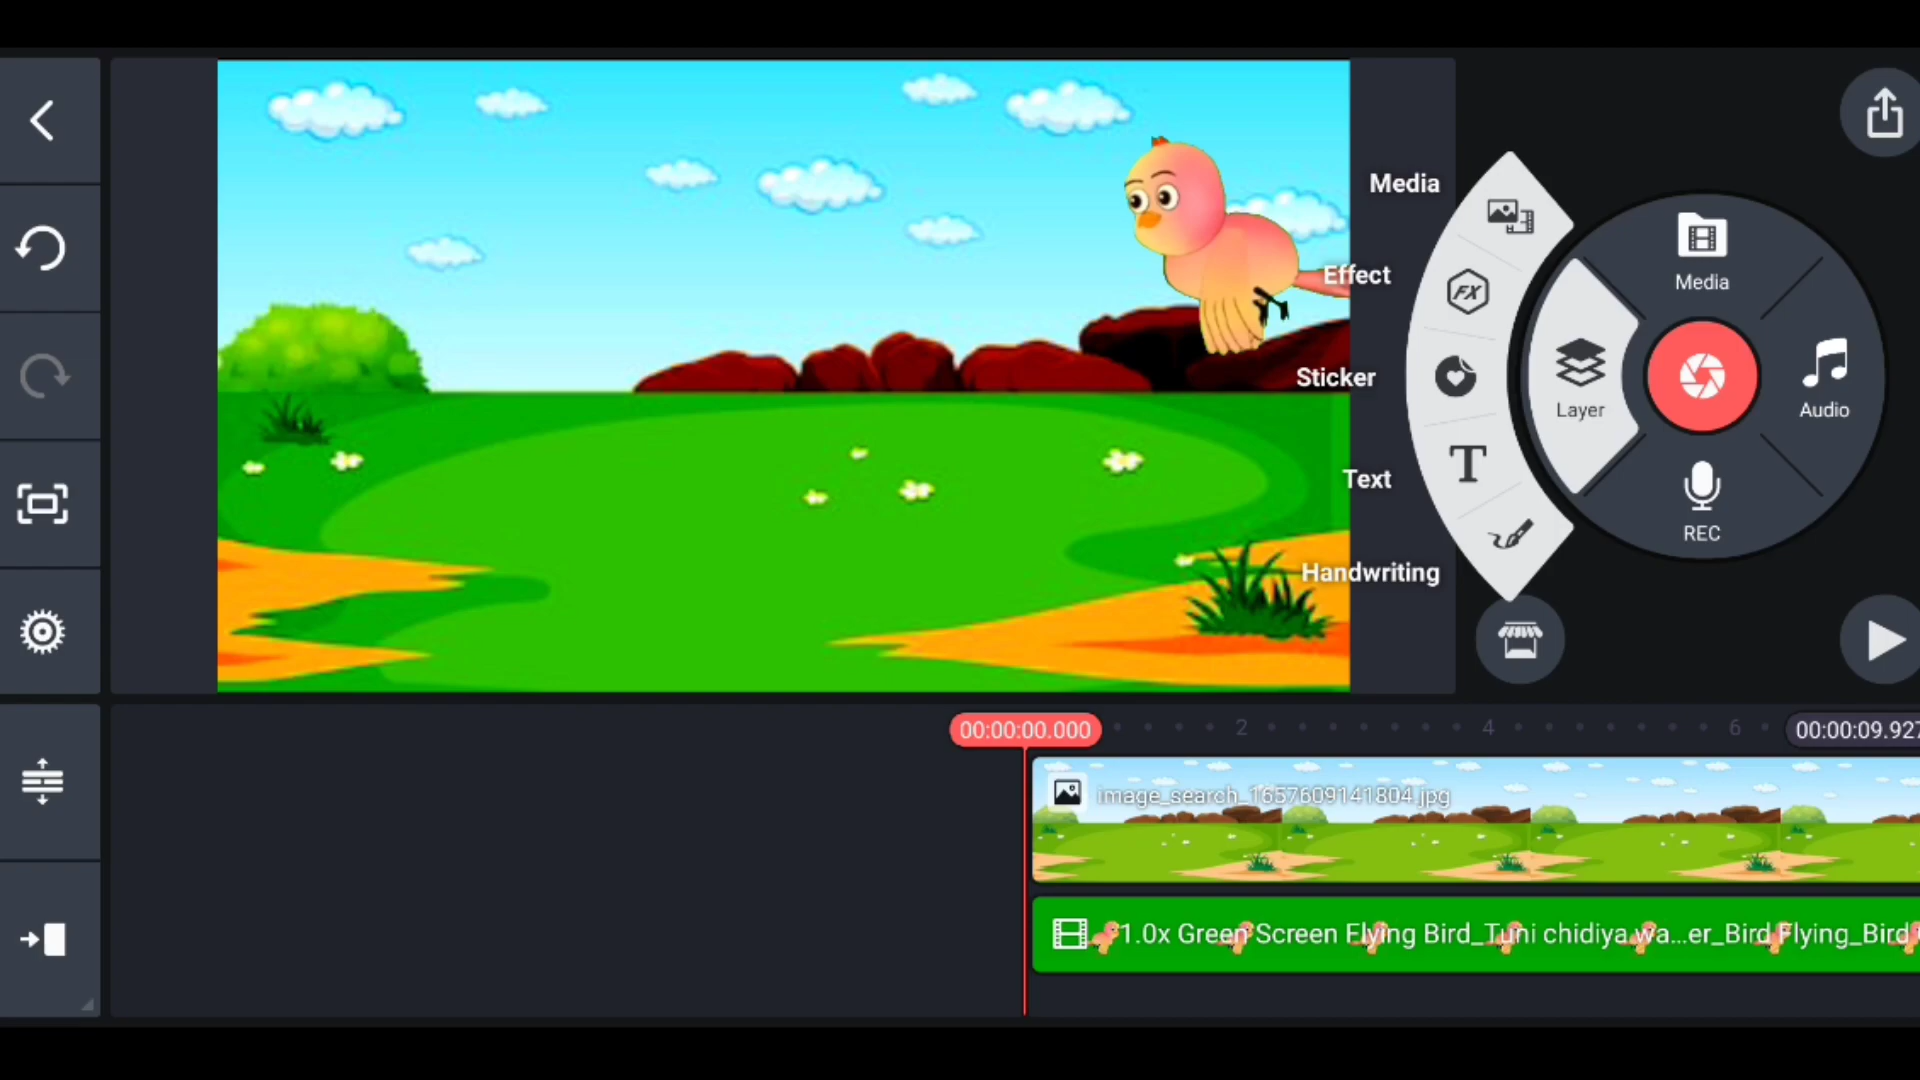 Media
Effect
Sticker
Text
Handwriting
Media
FX
Layer
Audio
REC
00:00:00.000
2
4
6
00:00:09.927
image_search_1657609141804.jpg
1.0x Green Screen Flying Bird_Tuni chidiya wa...er_Bird Flying_Bird